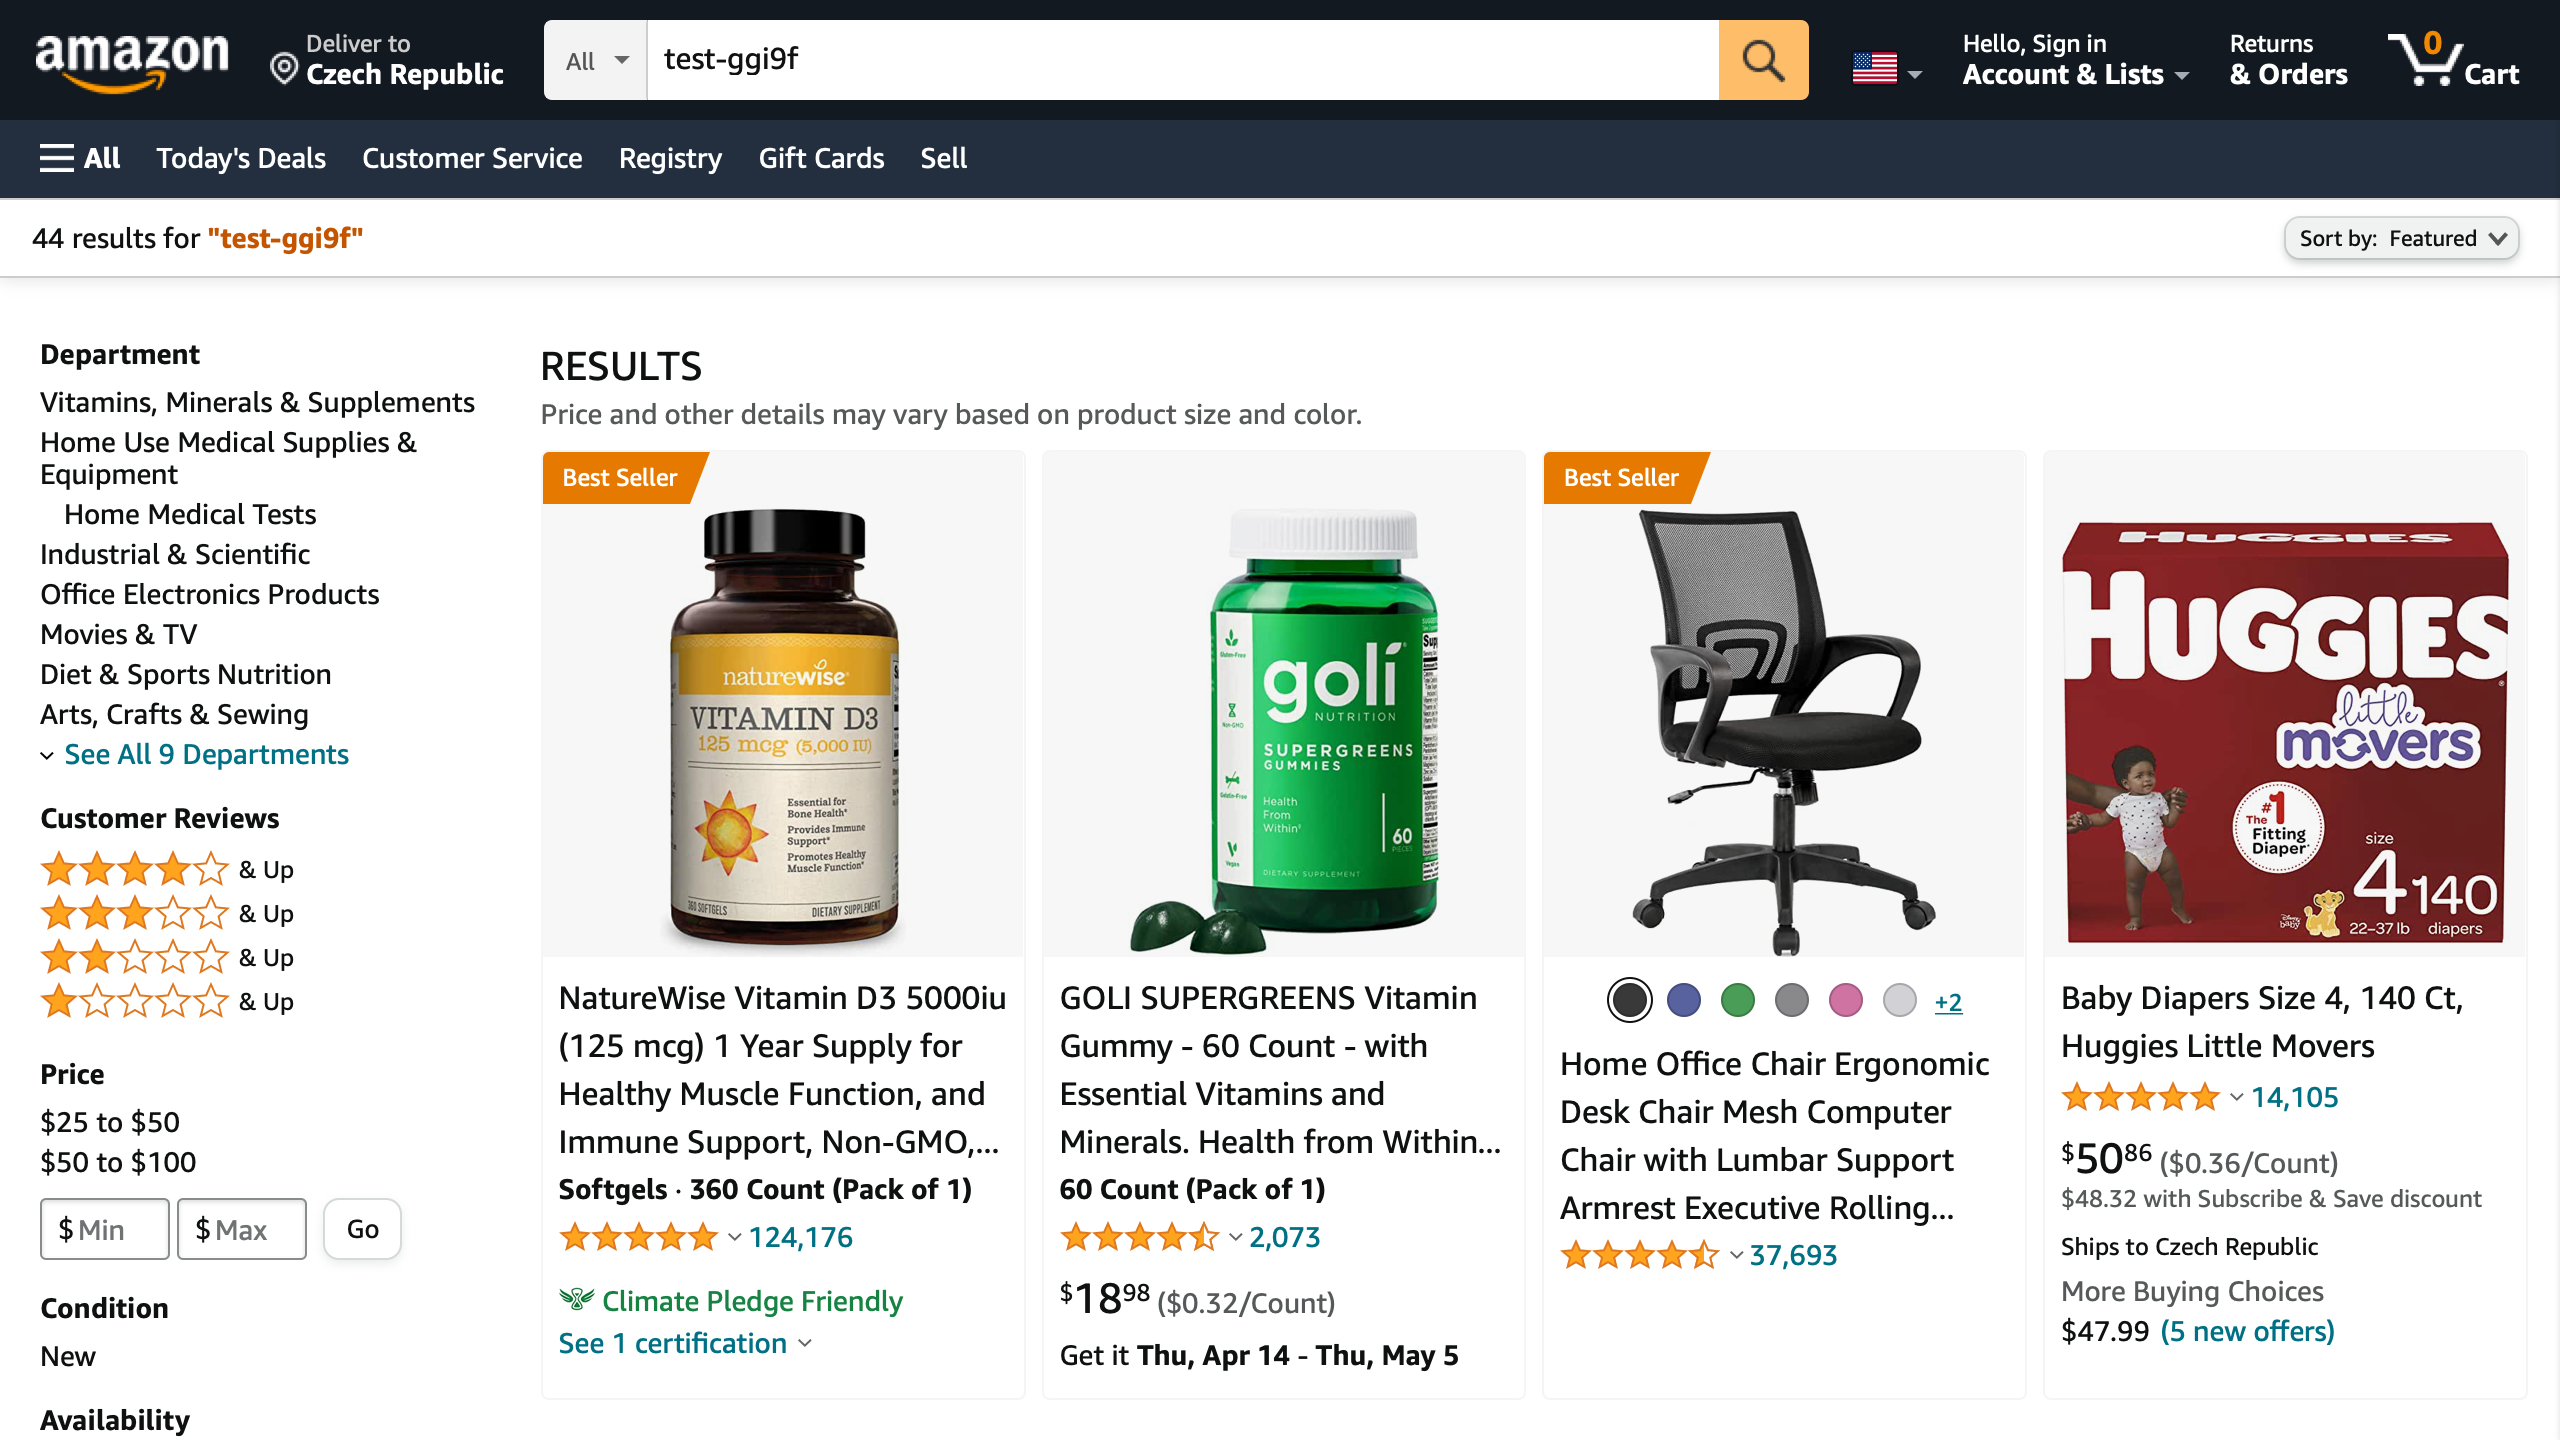 amazon
Deliver to
Czech Republic
All
test-ggi9f
Hello, Sign in
Account & Lists
Returns
& Orders
0
Cart
All
Today's Deals
Customer Service
Registry
Gift Cards
Sell
44 results for "test-ggi9f"
Sort by: Featured
Department
Vitamins, Minerals & Supplements
Home Use Medical Supplies &
Equipment
Home Medical Tests
Industrial & Scientific
Office Electronics Products
Movies & TV
Diet & Sports Nutrition
Arts, Crafts & Sewing
See All 9 Departments
Customer Reviews
& Up
& Up
& Up
& Up
Price
$25 to $50
$50 to $100
$ Min
$ Max
Go
Condition
New
Availability
RESULTS
Price and other details may vary based on product size and color.
Best Seller
naturewise
VITAMIN D3
125 mcg (5,000 IU)
Essential for
Bone Health*
Provides Immune
Support*
Promotes Healthy
Muscle Function*
360 SOFTGELS
DIETARY SUPPLEMENT
NatureWise Vitamin D3 5000iu
(125 mcg) 1 Year Supply for
Healthy Muscle Function, and
Immune Support, Non-GMO,...
Softgels · 360 Count (Pack of 1)
124,176
Climate Pledge Friendly
See 1 certification
goli
NUTRITION
SUPERGREENS
GUMMIES
Health
From
Within
60
PIECES
DIETARY SUPPLEMENT
Gluten-Free
Non-GMO
Gelatin-Free
Vegan
GOLI SUPERGREENS Vitamin
Gummy - 60 Count - with
Essential Vitamins and
Minerals. Health from Within...
60 Count (Pack of 1)
2,073
$18.98 ($0.32/Count)
Get it Thu, Apr 14 - Thu, May 5
Best Seller
+2
Home Office Chair Ergonomic
Desk Chair Mesh Computer
Chair with Lumbar Support
Armrest Executive Rolling...
37,693
HUGGIES
HUGGIES
little
movers
The #1
Fitting
Diaper
size
4
140
22-37 lb
diapers
Disney
baby
Baby Diapers Size 4, 140 Ct,
Huggies Little Movers
14,105
$50.86 ($0.36/Count)
$48.32 with Subscribe & Save discount
Ships to Czech Republic
More Buying Choices
$47.99 (5 new offers)